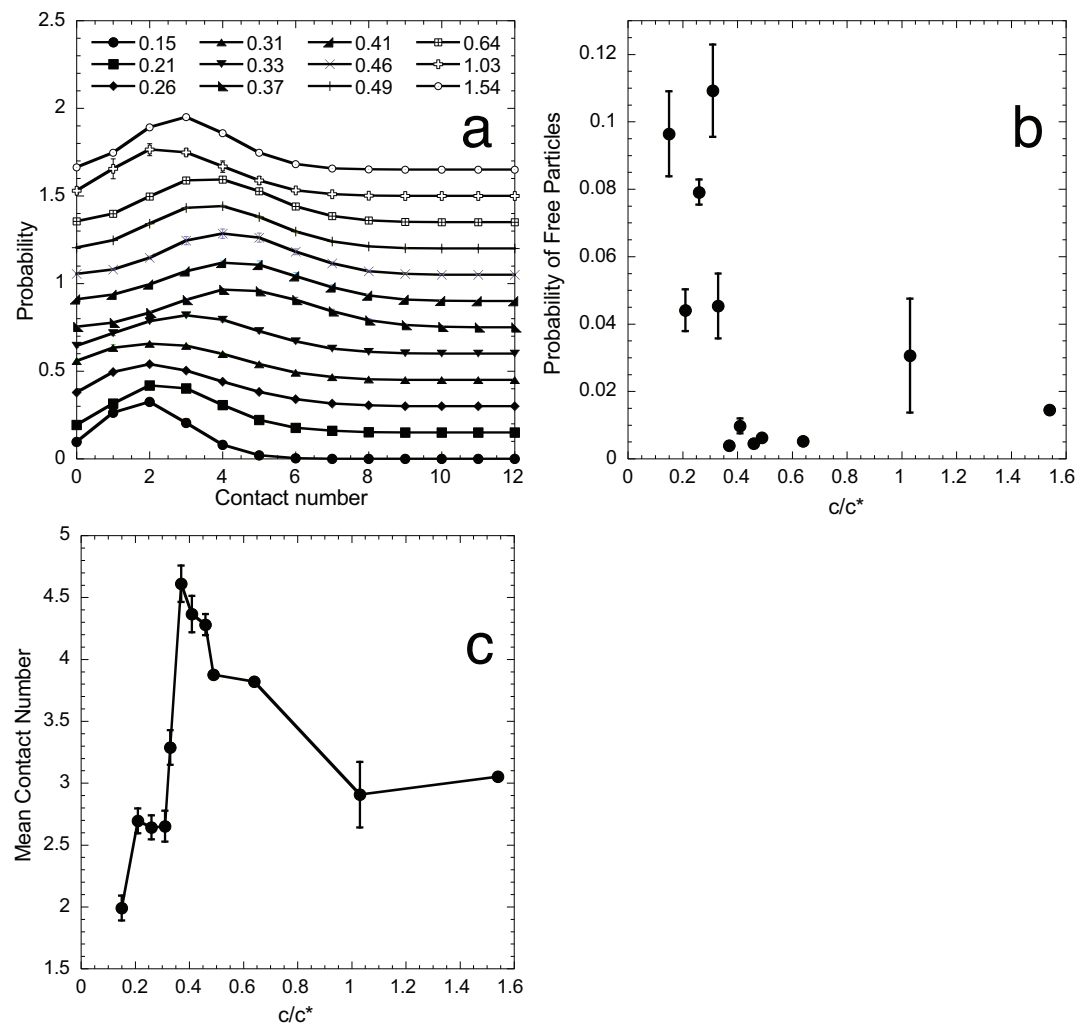 2.5
0.15 0.31 0.41 0.64
0.21 0.33 0.46 1.03
0.26 0.37 0.49 1.54
2
a
1.5
1
0.5
0
Probability
0 2 4 6 8 10 12
Contact number
0.12
b
0.1
0.08
0.06
0.04
0.02
0
Probability of Free Particles
0 0.2 0.4 0.6 0.8 1 1.2 1.4 1.6
c/c*
5
4.5
c
4
3.5
3
2.5
2
1.5
Mean Contact Number
0 0.2 0.4 0.6 0.8 1 1.2 1.4 1.6
c/c*